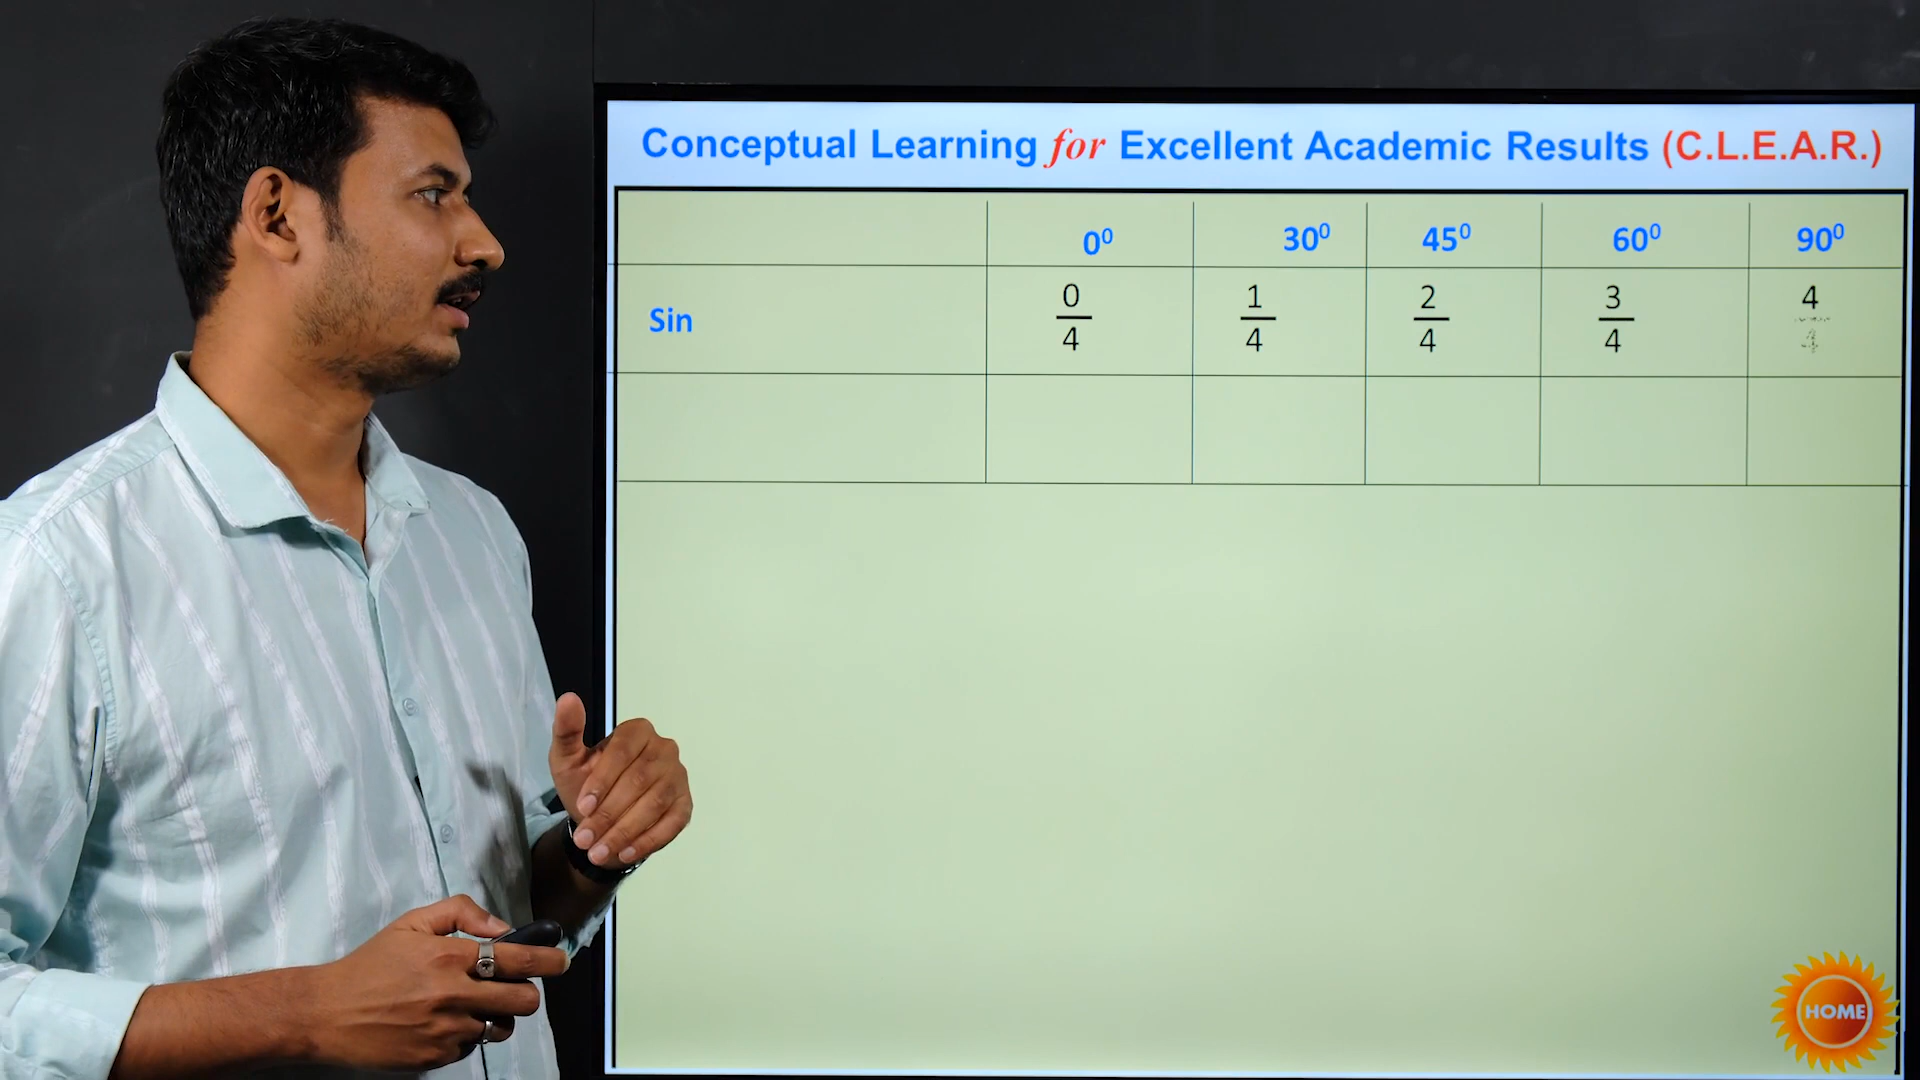 Conceptual Learning for Excellent Academic Results (C.L.E.A.R.)
0⁰ 30⁰ 45⁰ 60⁰ 90⁰
Sin 0/4 1/4 2/4 3/4 4/4
HOME